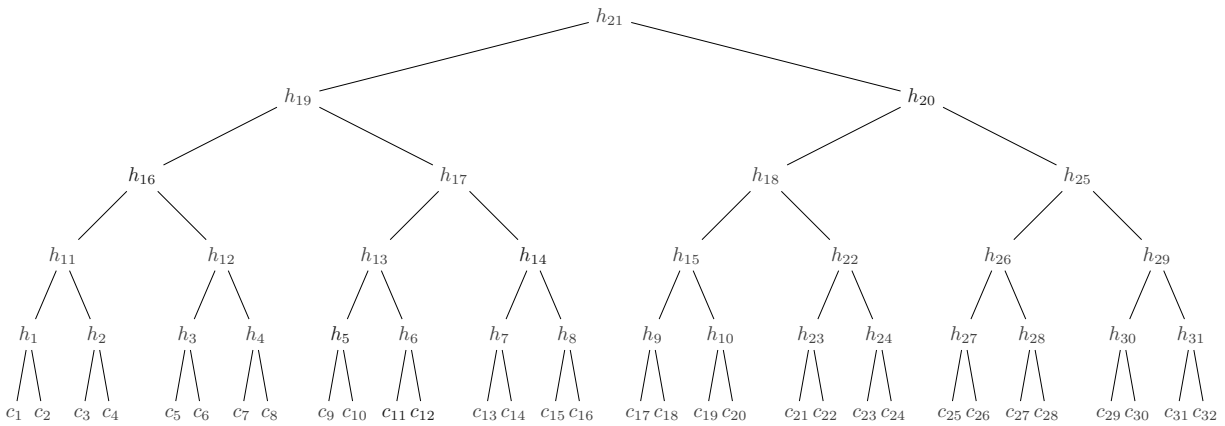 h₂₁
h₁₉ h₂₀
h₁₆ h₁₇ h₁₈ h₂₅
h₁₁ h₁₂ h₁₃ h₁₄ h₁₅ h₂₂ h₂₆ h₂₉
h₁ h₂ h₃ h₄ h₅ h₆ h₇ h₈ h₉ h₁₀ h₂₃ h₂₄ h₂₇ h₂₈ h₃₀ h₃₁
c₁ c₂ c₃ c₄ c₅ c₆ c₇ c₈ c₉ c₁₀ c₁₁ c₁₂ c₁₃ c₁₄ c₁₅ c₁₆ c₁₇ c₁₈ c₁₉ c₂₀ c₂₁ c₂₂ c₂₃ c₂₄ c₂₅ c₂₆ c₂₇ c₂₈ c₂₉ c₃₀ c₃₁ c₃₂